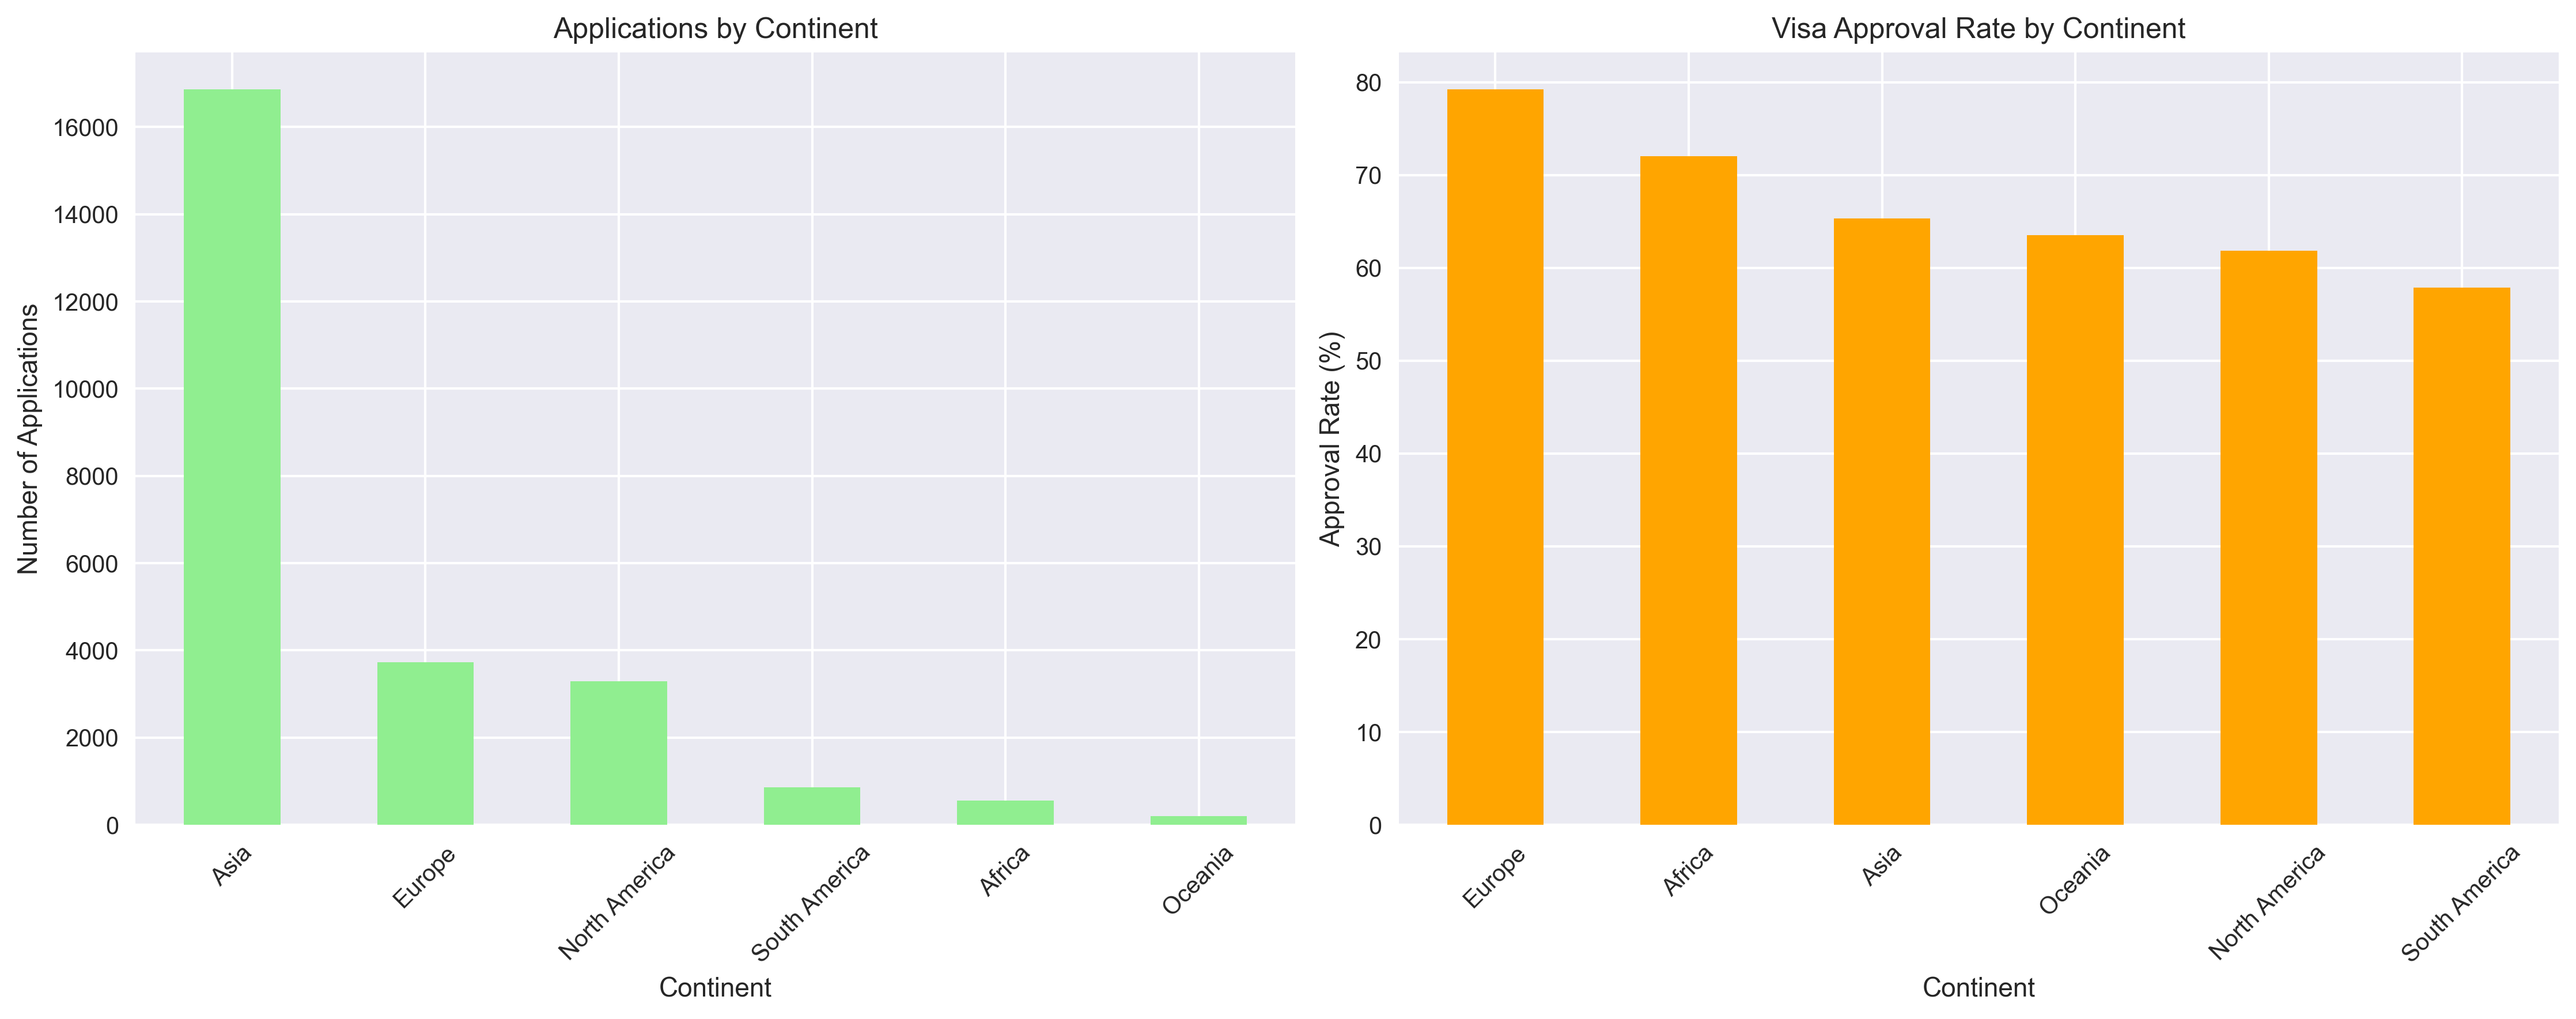 Applications by Continent
Number of Applications
16000
14000
12000
10000
8000
6000
4000
2000
0
Asia
Europe
North America
South America
Africa
Oceania
Continent
Visa Approval Rate by Continent
Approval Rate (%)
80
70
60
50
40
30
20
10
0
Europe
Africa
Asia
Oceania
North America
South America
Continent